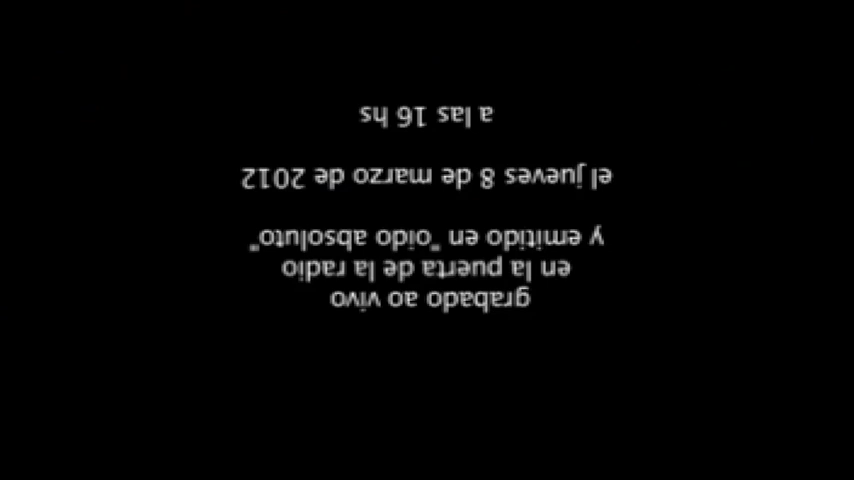 grabado ao vivo
en la puerta de la radio
y emitido en "oido absoluto"
el jueves 8 de marzo de 2012
a las 16 hs